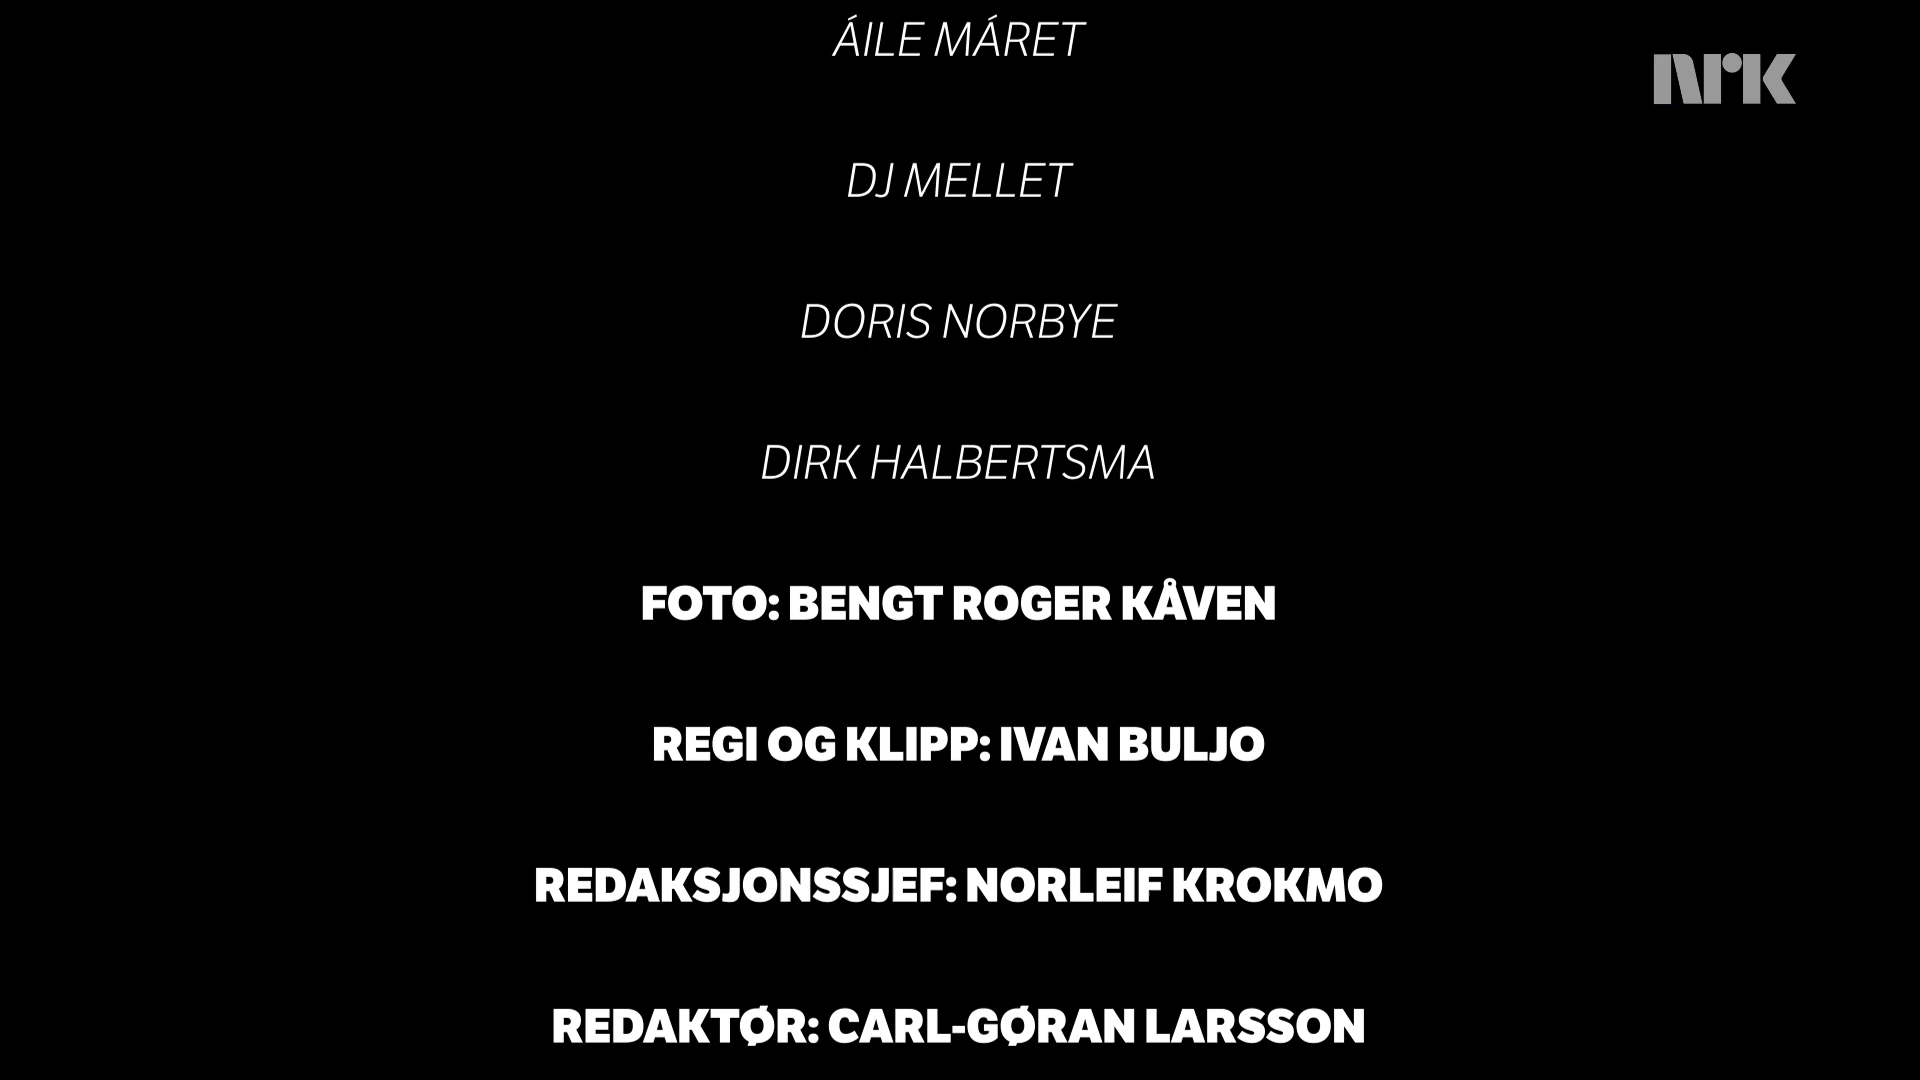 ÁILE MÁRET
nrk
DJ MELLET
DORIS NORBYE
DIRK HALBERTSMA
FOTO: BENGT ROGER KÅVEN
REGI OG KLIPP: IVAN BULJO
REDAKSJONSSJEF: NORLEIF KROKMO
REDAKTØR: CARL-GØRAN LARSSON